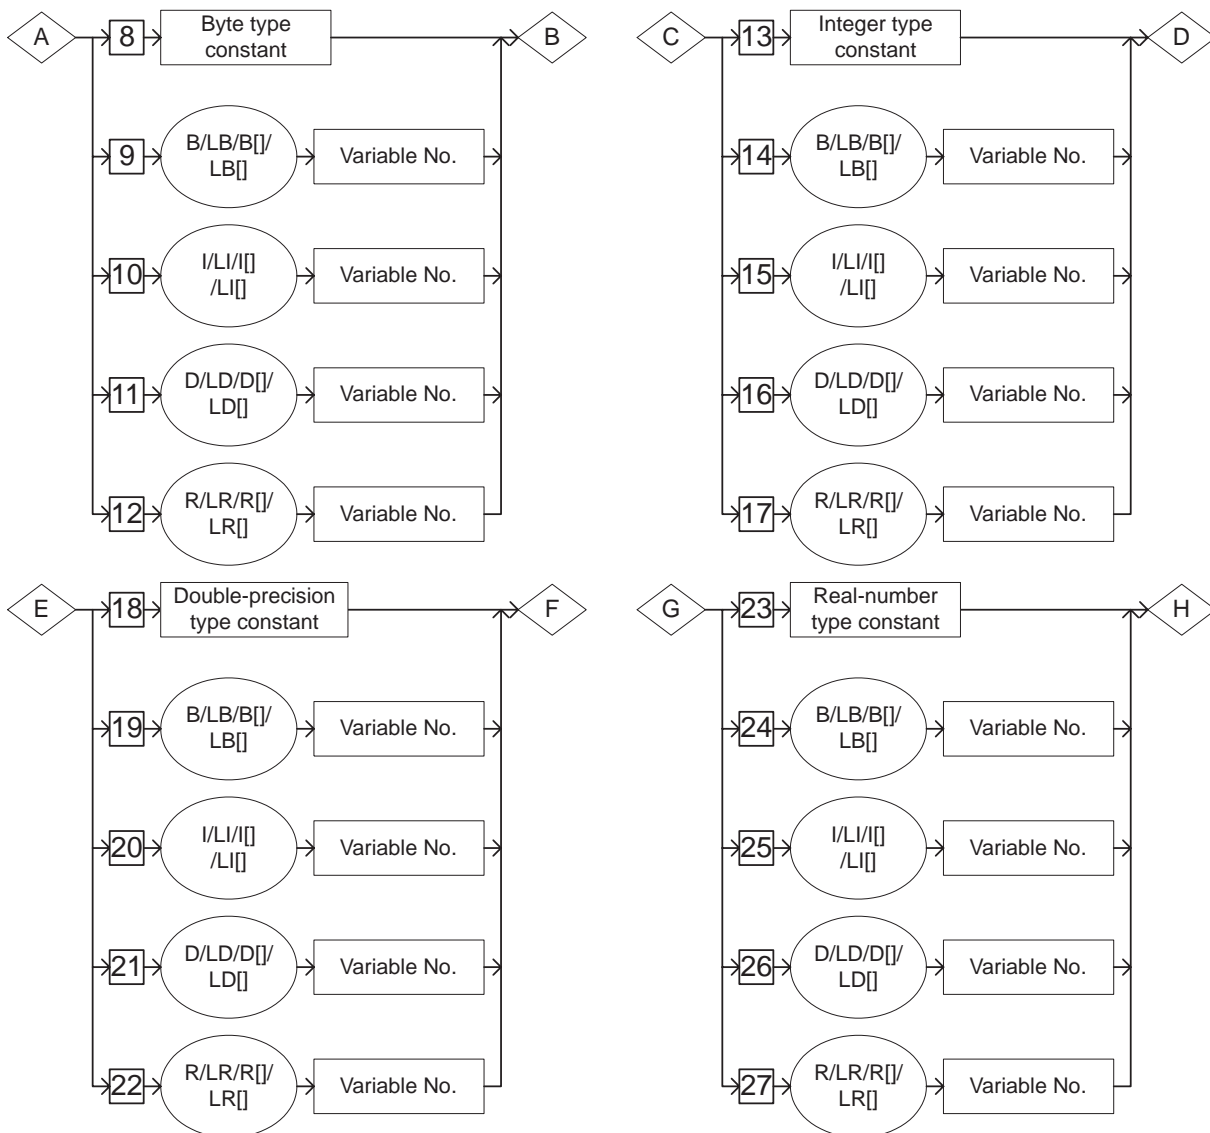 A
8
Byte type
constant
B
9
B/LB/B[]/
LB[]
Variable No.
10
I/LI/I[]
/LI[]
Variable No.
11
D/LD/D[]/
LD[]
Variable No.
12
R/LR/R[]/
LR[]
Variable No.
C
13
Integer type
constant
D
14
B/LB/B[]/
LB[]
Variable No.
15
I/LI/I[]
/LI[]
Variable No.
16
D/LD/D[]/
LD[]
Variable No.
17
R/LR/R[]/
LR[]
Variable No.
E
18
Double-precision
type constant
F
19
B/LB/B[]/
LB[]
Variable No.
20
I/LI/I[]
/LI[]
Variable No.
21
D/LD/D[]/
LD[]
Variable No.
22
R/LR/R[]/
LR[]
Variable No.
G
23
Real-number
type constant
H
24
B/LB/B[]/
LB[]
Variable No.
25
I/LI/I[]
/LI[]
Variable No.
26
D/LD/D[]/
LD[]
Variable No.
27
R/LR/R[]/
LR[]
Variable No.